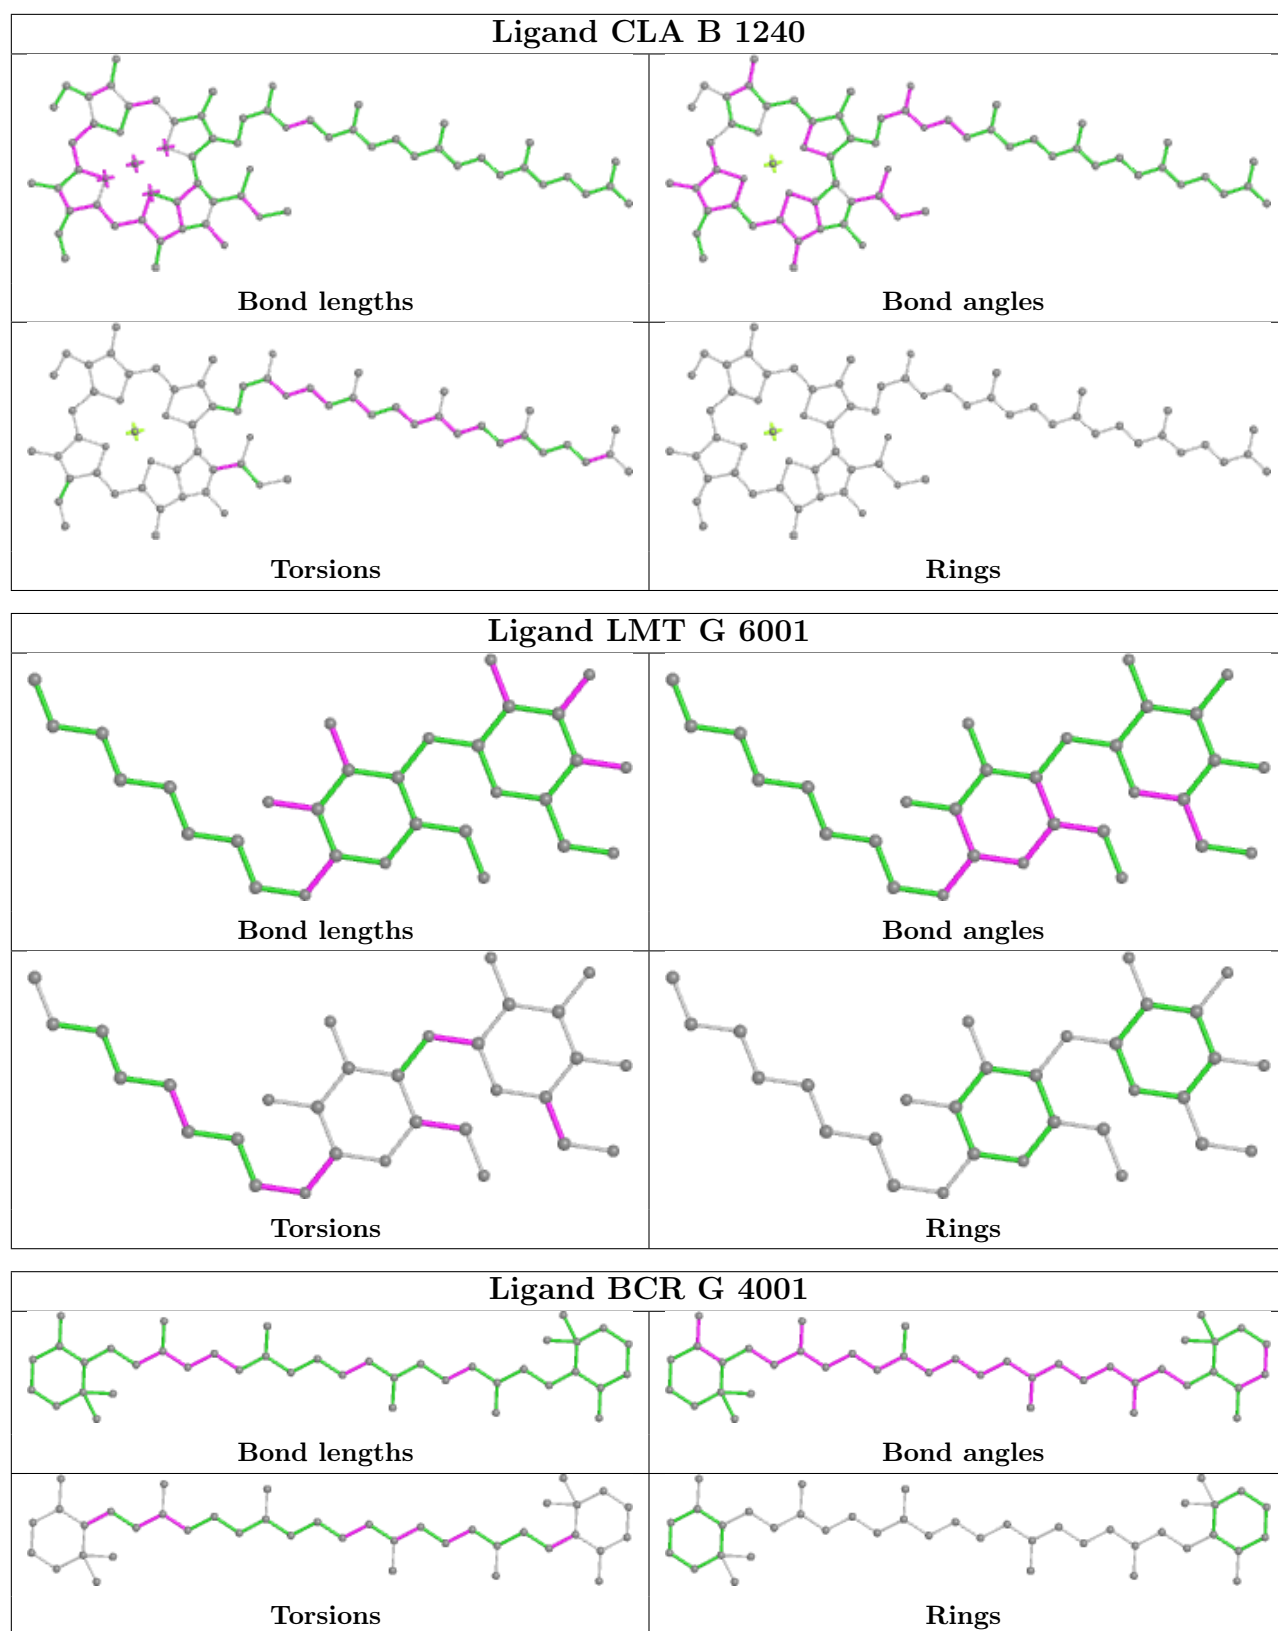 Ligand CLA B 1240
Bond lengths
Bond angles
Torsions
Rings
Ligand LMT G 6001
Bond lengths
Bond angles
Torsions
Rings
Ligand BCR G 4001
Bond lengths
Bond angles
Torsions
Rings